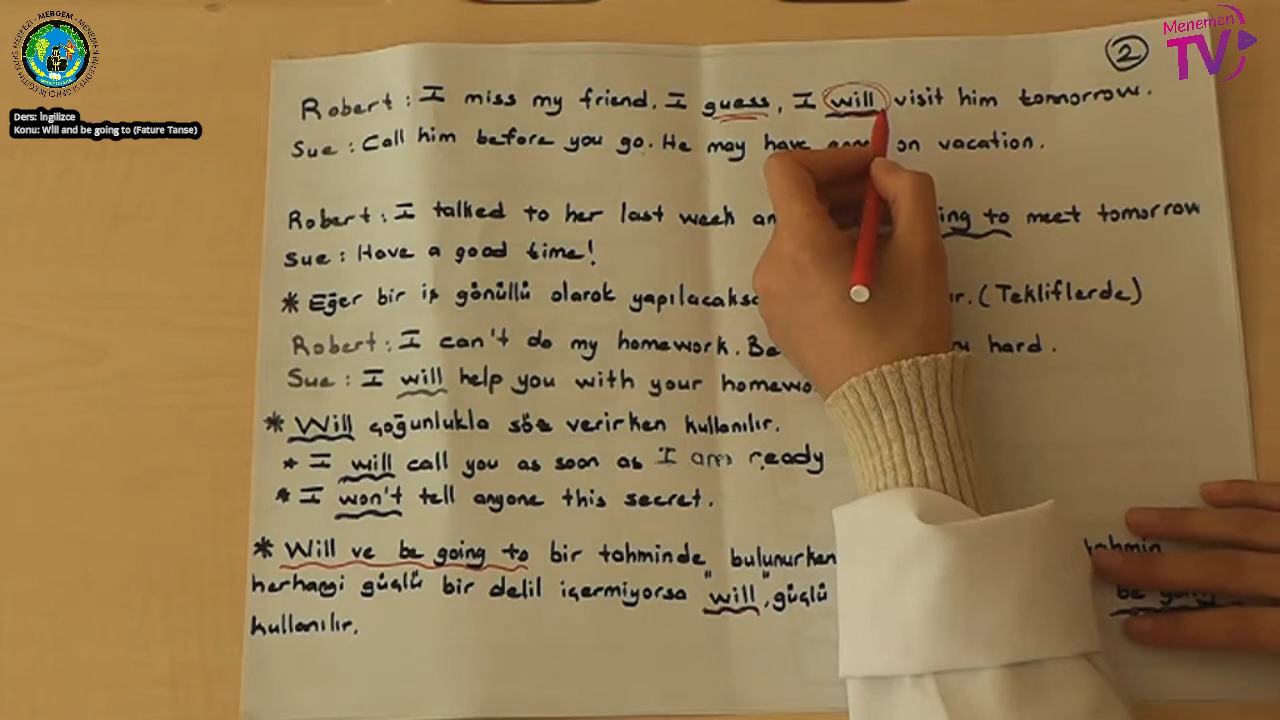 MEBGEM
Menemen
TV
Ders: İngilizce
Konu: Will and be going to (Fature Tanse)
2
Robert: I miss my friend. I guess, I will visit him tomorrow.
Sue: Call him before you go. He may have on vacation.
Robert: I talked to her last week going to meet tomorrow
Sue: Have a good time!
* Eğer bir iş gönüllü olarak (Tekliflerde)
Robert: I can't do my homework. hard.
Sue: I will help you with your
* Will çoğunlukla söz verirken kullanılır.
* I will call you as soon as I am ready
* I won't tell anyone this secret.
* Will ve be going to bir tahminde bulunurken tahmin
herhangi güçlü bir delil içermiyorsa "will", güçlü be going
kullanılır.